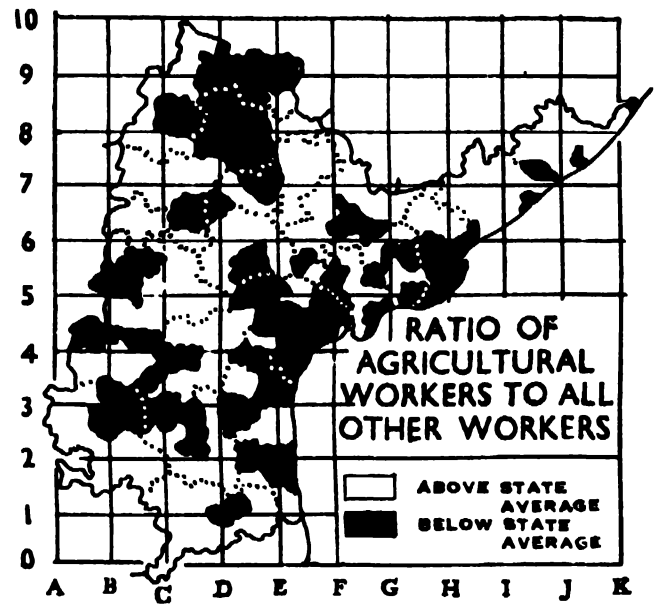 10
9
8
7
6
5
4
3
2
1
0
RATIO OF
AGRICULTURAL
WORKERS TO ALL
OTHER WORKERS
ABOVE STATE
AVERAGE
BELOW STATE
AVERAGE
A B C D E F G H I J K